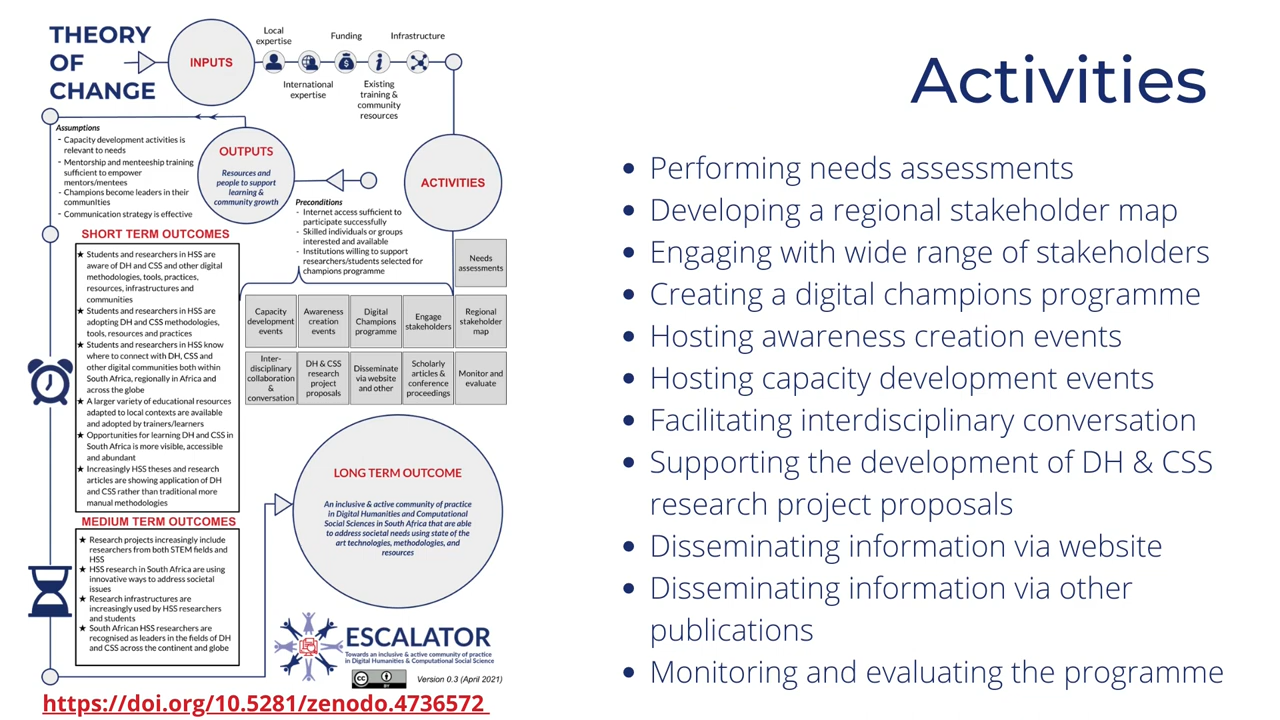 THEORY
OF
CHANGE
INPUTS
Local
expertise
International
expertise
Funding
Existing
training &
community
resources
Infrastructure
ACTIVITIES
OUTPUTS
Resources and
people to support
learning &
community growth
Assumptions
- Capacity development activities is
relevant to needs
- Mentorship and menteeship training
sufficient to empower
mentors/mentees
- Champions become leaders in their
communities
- Communication strategy is effective
Preconditions
- Internet access sufficient to
participate successfully
- Skilled individuals or groups
interested and available
- Institutions willing to support
researchers/students selected for
champions programme
Needs
assessments
Capacity
development
events
Awareness
creation
events
Digital
Champions
programme
Engage
stakeholders
Regional
stakeholder
map
Inter-
disciplinary
collaboration
&
conversation
DH & CSS
research
project
proposals
Disseminate
via website
and other
Scholarly
articles &
conference
proceedings
Monitor and
evaluate
SHORT TERM OUTCOMES
★ Students and researchers in HSS are
aware of DH and CSS and other digital
methodologies, tools, practices,
resources, infrastructures and
communities
★ Students and researchers in HSS are
adopting DH and CSS methodologies,
tools, resources and practices
★ Students and researchers in HSS know
where to connect with DH, CSS and
other digital communities both within
South Africa, regionally in Africa and
across the globe
★ A larger variety of educational resources
adapted to local contexts are available
and adopted by trainers/learners
★ Opportunities for learning DH and CSS in
South Africa is more visible, accessible
and abundant
★ Increasingly HSS theses and research
articles are showing application of DH
and CSS rather than traditional more
manual methodologies
MEDIUM TERM OUTCOMES
★ Research projects increasingly include
researchers from both STEM fields and
HSS
★ HSS research in South Africa are using
innovative ways to address societal
issues
★ Research infrastructures are
increasingly used by HSS researchers
and students
★ South African HSS researchers are
recognised as leaders in the fields of DH
and CSS across the continent and globe
LONG TERM OUTCOME
An inclusive & active community of practice
in Digital Humanities and Computational
Social Sciences in South Africa that are able
to address societal needs using state of the
art technologies, methodologies, and
resources
ESCALATOR
Towards an inclusive & active community of practice
in Digital Humanities & Computational Social Science
CC BY
Version 0.3 (April 2021)
https://doi.org/10.5281/zenodo.4736572
Activities
• Performing needs assessments
• Developing a regional stakeholder map
• Engaging with wide range of stakeholders
• Creating a digital champions programme
• Hosting awareness creation events
• Hosting capacity development events
• Facilitating interdisciplinary conversation
• Supporting the development of DH & CSS
research project proposals
• Disseminating information via website
• Disseminating information via other
publications
• Monitoring and evaluating the programme